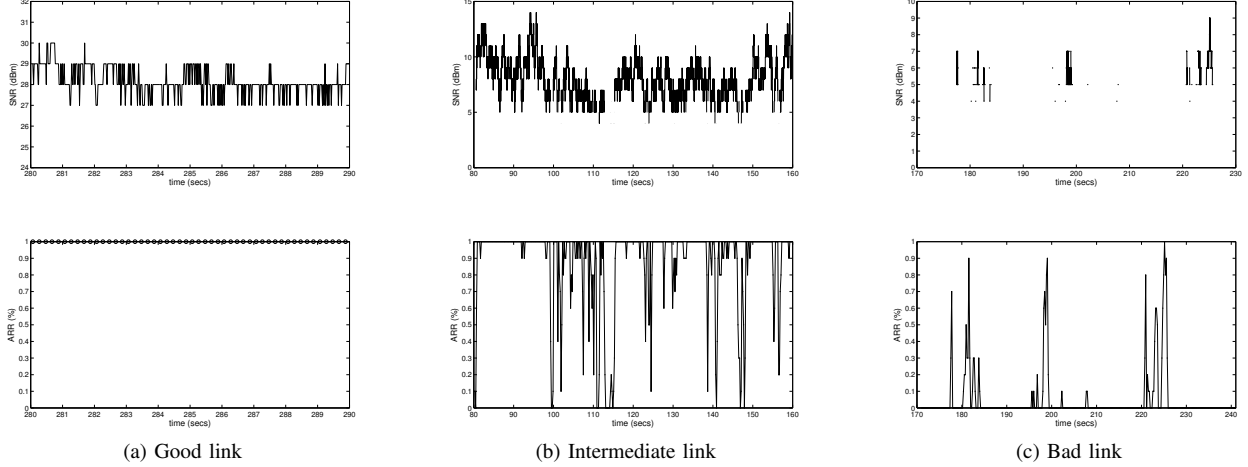 32
31
30
29
28
27
26
25
24
SNR (dBm)
280 281 282 283 284 285 286 287 288 289 290
time (secs)
15
10
5
0
SNR (dBm)
80 90 100 110 120 130 140 150 160
time (secs)
10
9
8
7
6
5
4
3
2
1
0
SNR (dBm)
170 180 190 200 210 220 230
time (secs)
1
0.9
0.8
0.7
0.6
0.5
0.4
0.3
0.2
0.1
0
ARR (%)
280 281 282 283 284 285 286 287 288 289 290
time (secs)
(a) Good link
1
0.9
0.8
0.7
0.6
0.5
0.4
0.3
0.2
0.1
0
ARR (%)
80 90 100 110 120 130 140 150 160
time (secs)
(b) Intermediate link
1
0.9
0.8
0.7
0.6
0.5
0.4
0.3
0.2
0.1
0
ARR (%)
170 180 190 200 210 220 230 240
time (secs)
(c) Bad link